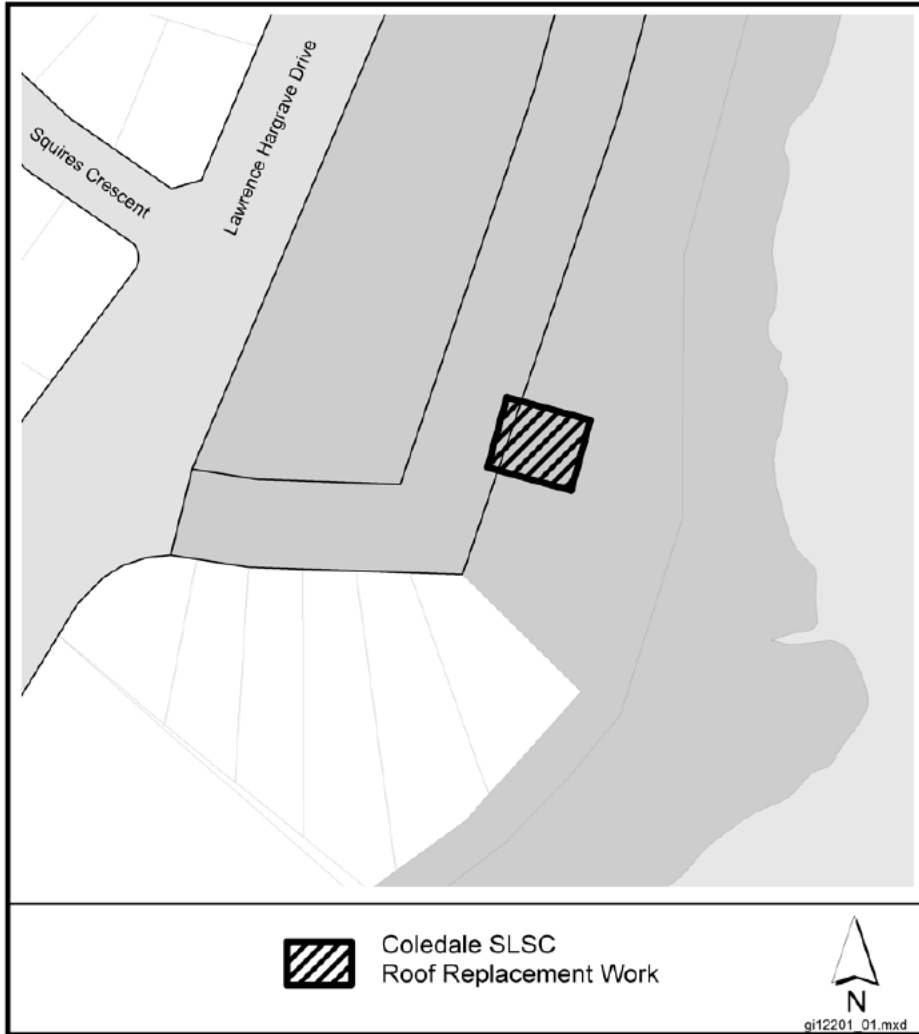 Squires Crescent
Lawrence Hargrave Drive
Coledale SLSC
Roof Replacement Work
N
gi12201_01.mxd